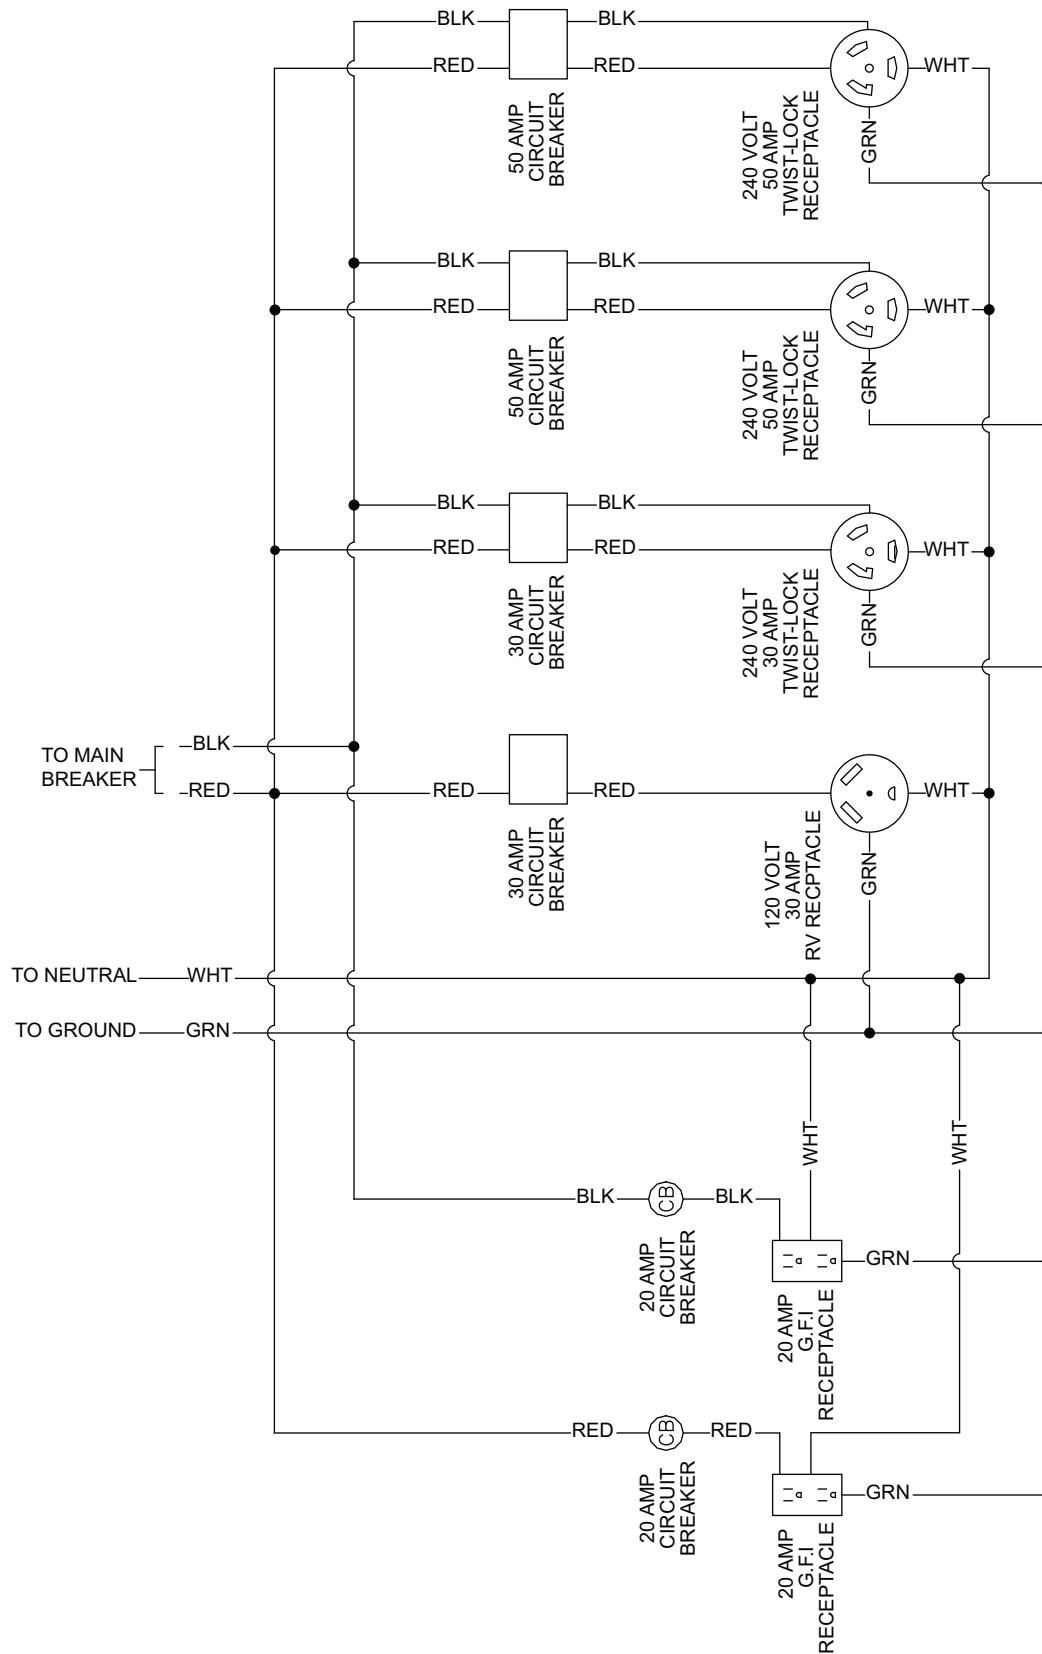 BLK
BLK
RED
RED
WHT
50 AMP
CIRCUIT
BREAKER
240 VOLT
50 AMP
TWIST-LOCK
RECEPTACLE
GRN
BLK
BLK
RED
RED
WHT
50 AMP
CIRCUIT
BREAKER
240 VOLT
50 AMP
TWIST-LOCK
RECEPTACLE
GRN
BLK
BLK
RED
RED
WHT
30 AMP
CIRCUIT
BREAKER
240 VOLT
30 AMP
TWIST-LOCK
RECEPTACLE
GRN
TO MAIN
BREAKER
BLK
RED
RED
RED
WHT
30 AMP
CIRCUIT
BREAKER
120 VOLT
30 AMP
RV RECPTACLE
GRN
TO NEUTRAL
WHT
TO GROUND
GRN
WHT
WHT
BLK
CB
BLK
20 AMP
CIRCUIT
BREAKER
GRN
20 AMP
G.F.I
RECEPTACLE
RED
CB
RED
20 AMP
CIRCUIT
BREAKER
GRN
20 AMP
G.F.I
RECEPTACLE